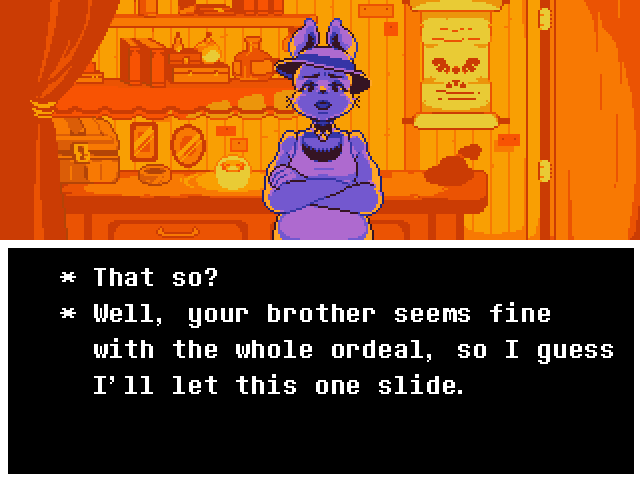 * That so?
* Well, your brother seems fine
with the whole ordeal, so I guess
I'll let this one slide.